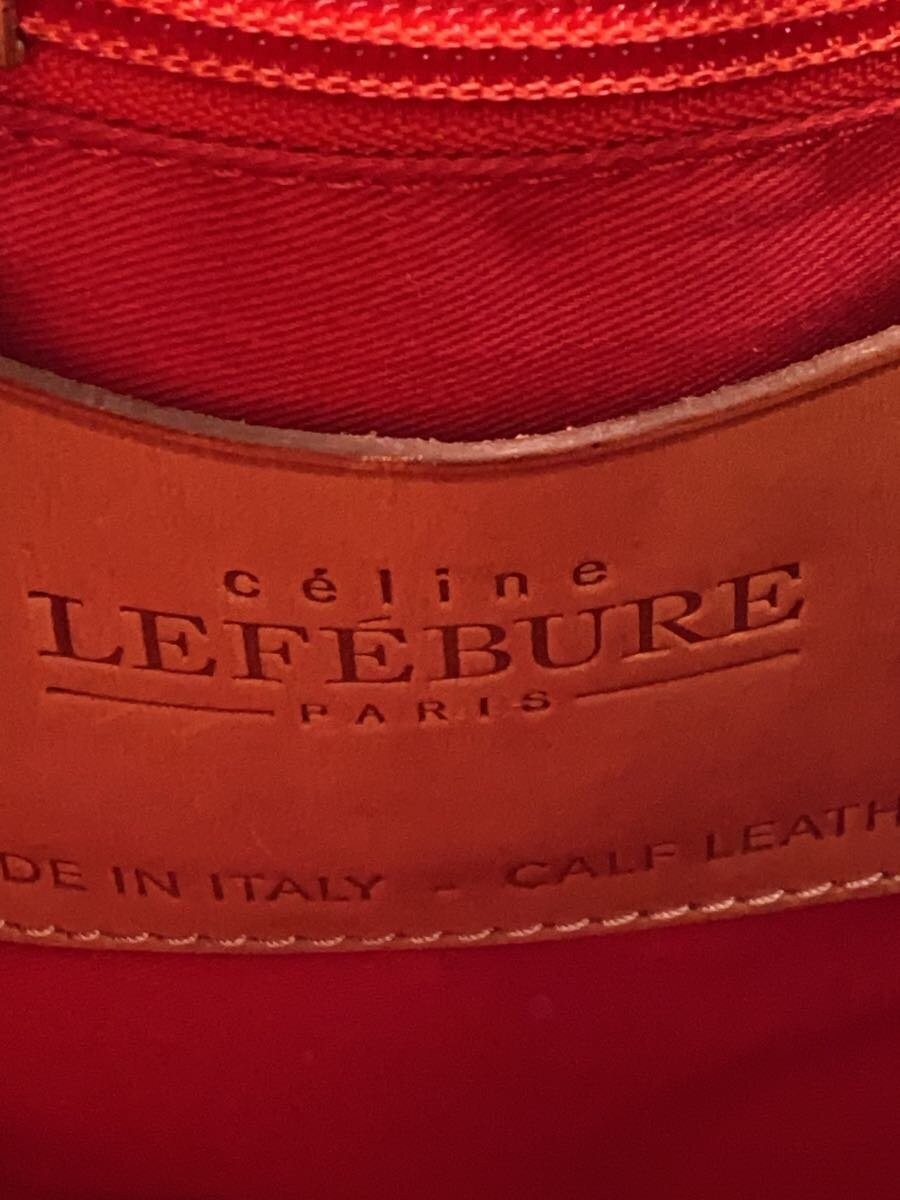 céline
LEFÉBURE
PARIS
DE IN ITALY - CALF LEATH